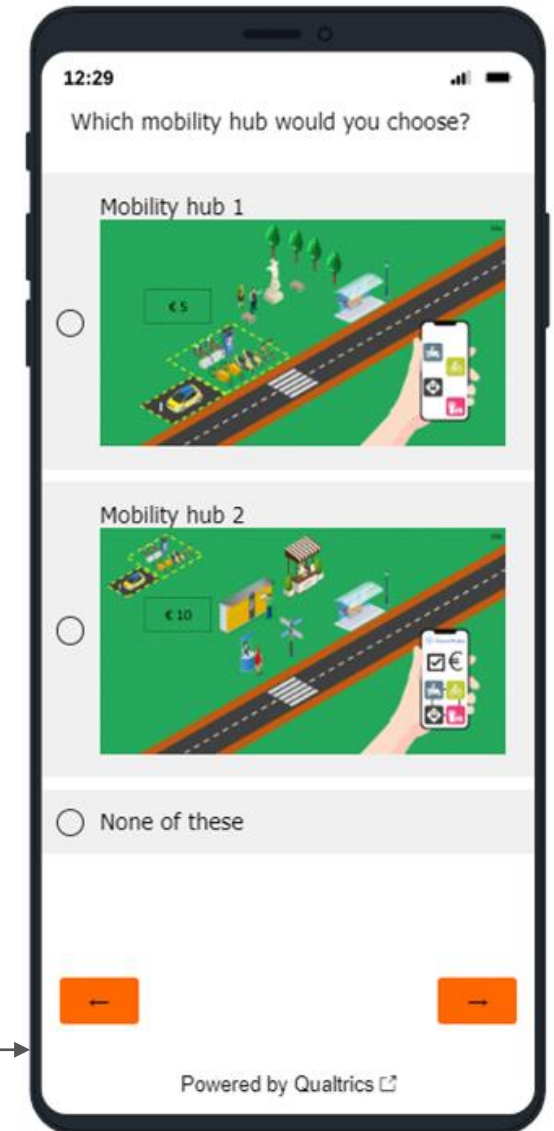 12:29
Which mobility hub would you choose?
Mobility hub 1
€ 5
Mobility hub 2
€ 10
€
None of these
←
→
Powered by Qualtrics